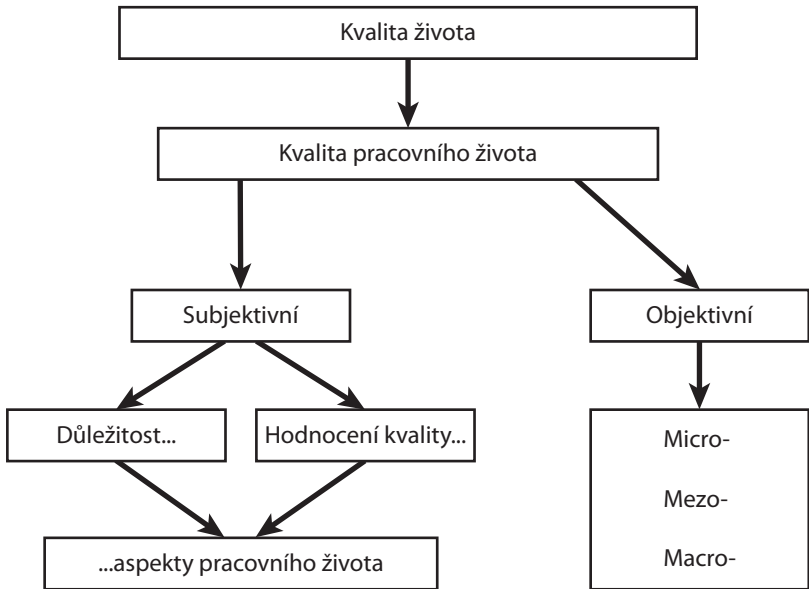 Kvalita života
Kvalita pracovního života
Subjektivní
Objektivní
Důležitost...
Hodnocení kvality...
Micro-
Mezo-
Macro-
...aspekty pracovního života